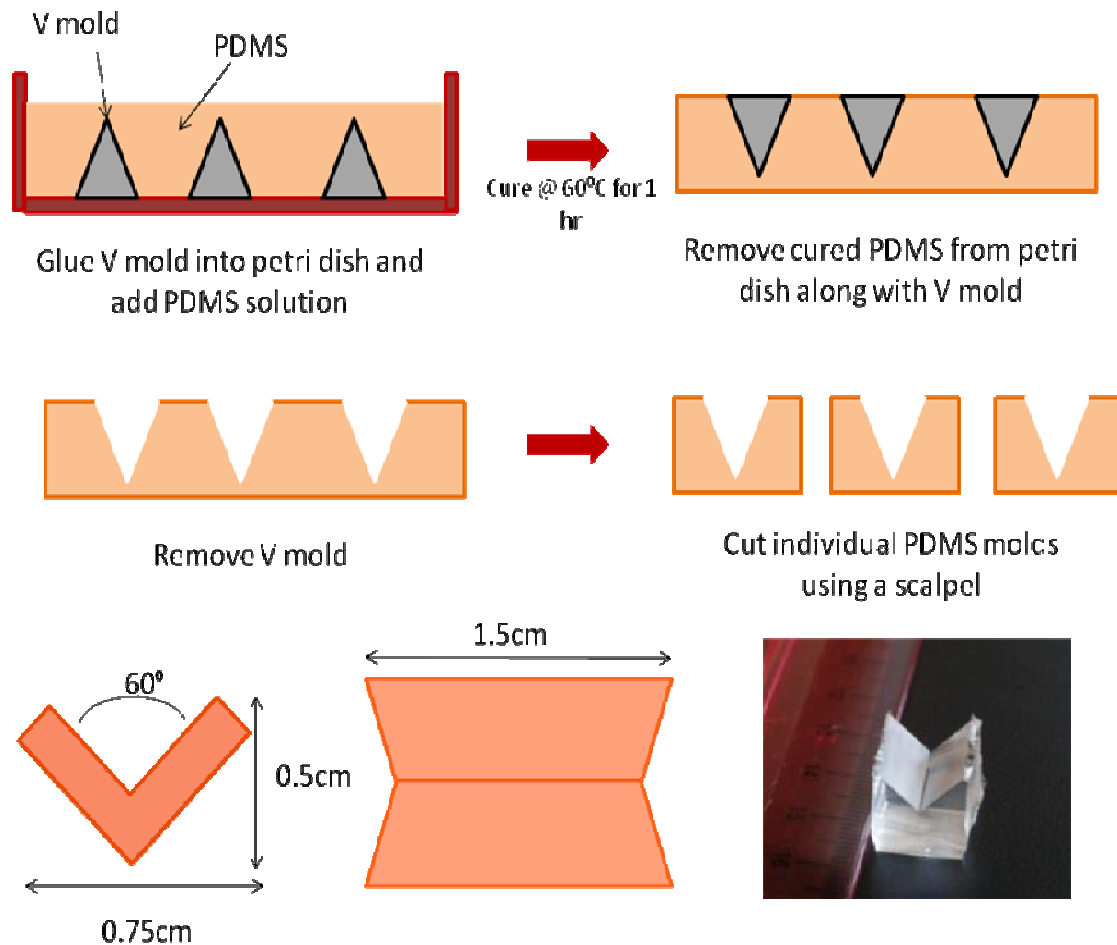 V mold
PDMS
Cure @ 60⁰C for 1
hr
Glue V mold into petri dish and
add PDMS solution
Remove cured PDMS from petri
dish along with V mold
Remove V mold
Cut individual PDMS molds
using a scalpel
60⁰
0.5cm
0.75cm
1.5cm